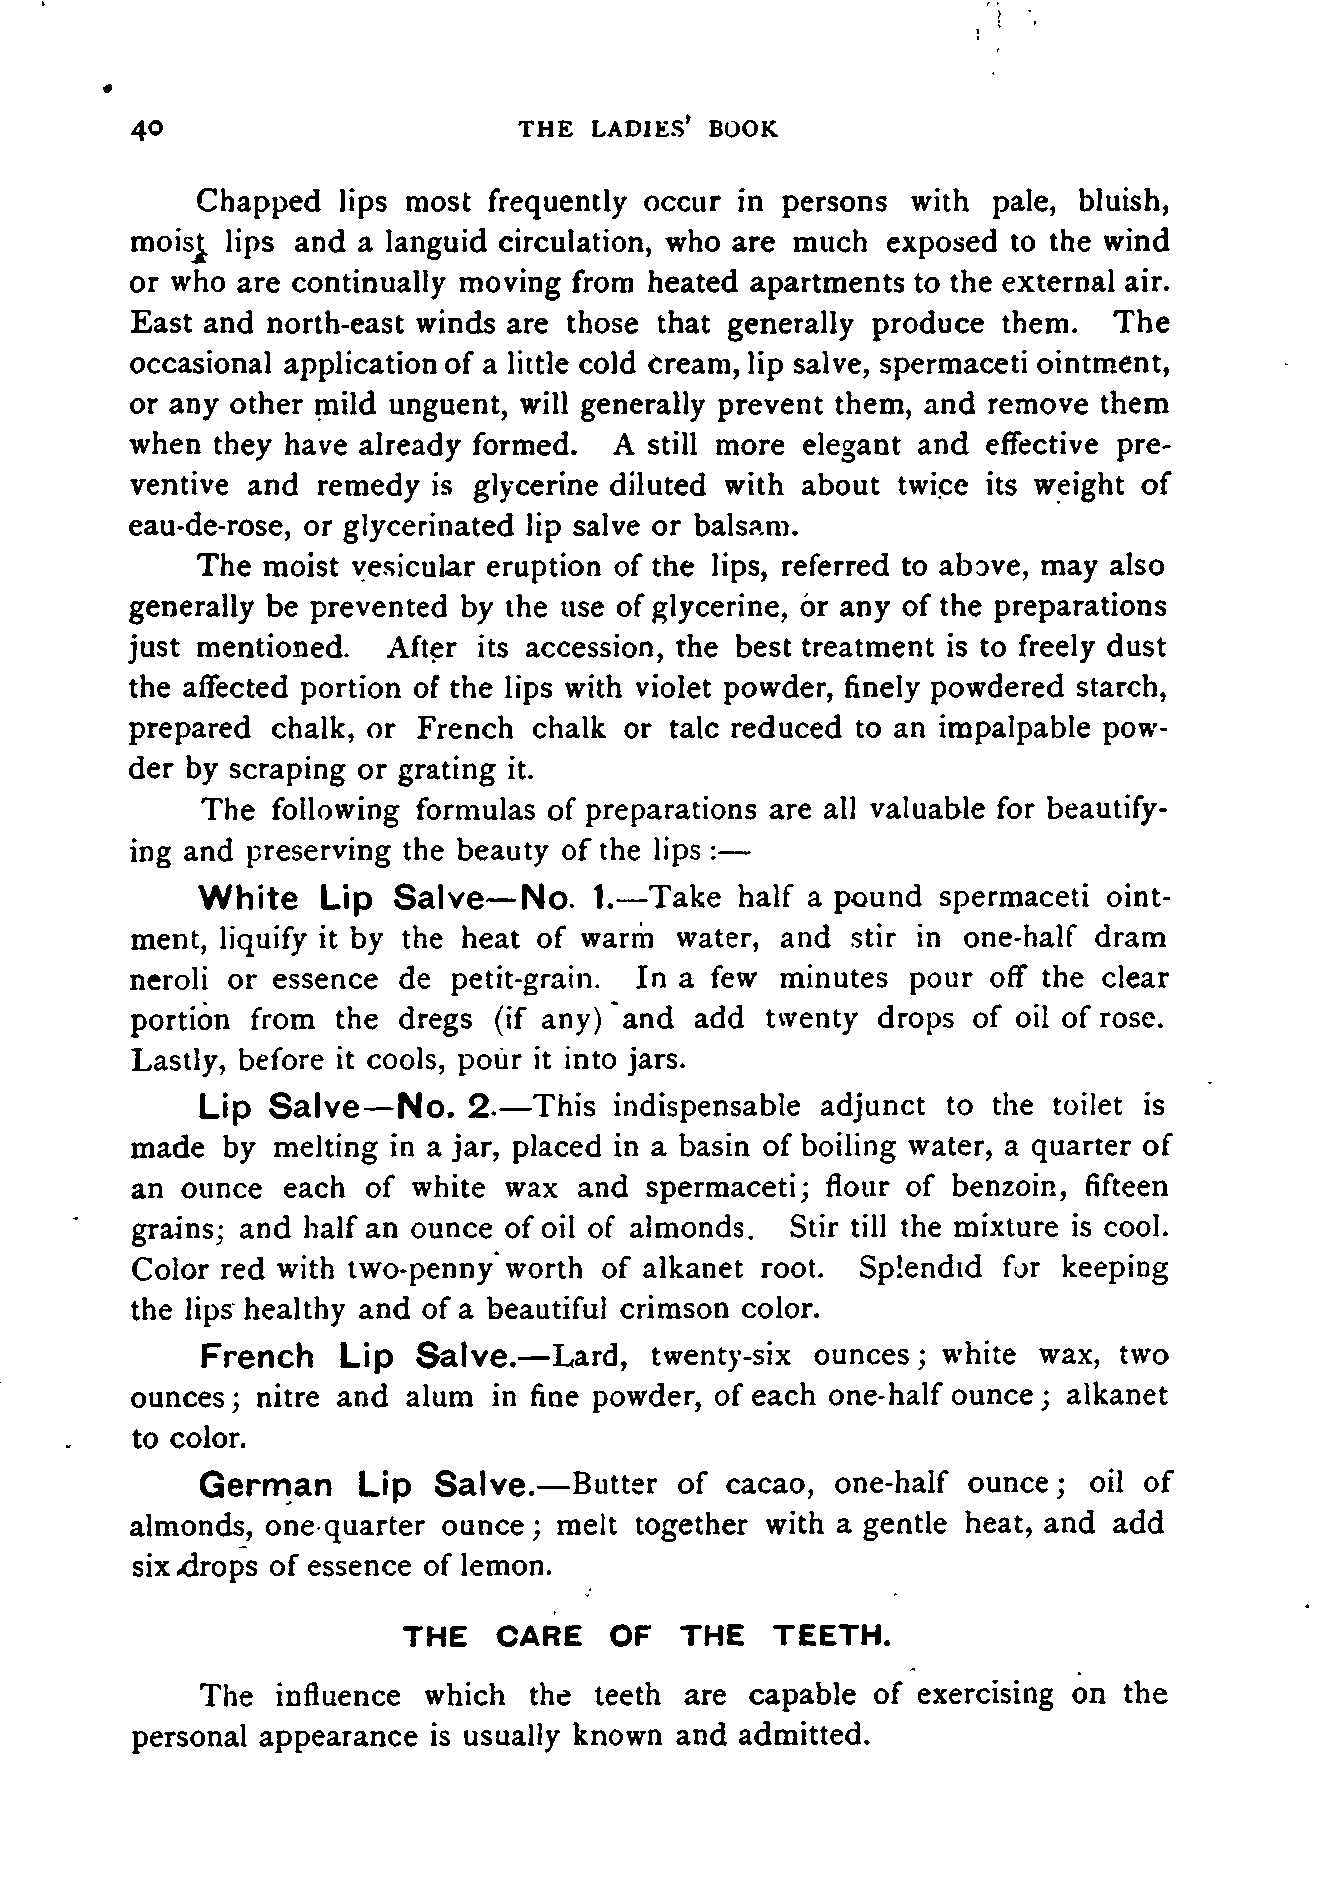 40 THE LADIES' BOOK
Chapped lips most frequently occur in persons with pale, bluish,
moist lips and a languid circulation, who are much exposed to the wind
or who are continually moving from heated apartments to the external air.
East and north-east winds are those that generally produce them. The
occasional application of a little cold cream, lip salve, spermaceti ointment,
or any other mild unguent, will generally prevent them, and remove them
when they have already formed. A still more elegant and effective pre-
ventive and remedy is glycerine diluted with about twice its weight of
eau-de-rose, or glycerinated lip salve or balsam.
The moist vesicular eruption of the lips, referred to above, may also
generally be prevented by the use of glycerine, or any of the preparations
just mentioned. After its accession, the best treatment is to freely dust
the affected portion of the lips with violet powder, finely powdered starch,
prepared chalk, or French chalk or talc reduced to an impalpable pow-
der by scraping or grating it.
The following formulas of preparations are all valuable for beautify-
ing and preserving the beauty of the lips :—
White Lip Salve—No. 1.—Take half a pound spermaceti oint-
ment, liquify it by the heat of warm water, and stir in one-half dram
neroli or essence de petit-grain. In a few minutes pour off the clear
portion from the dregs (if any) and add twenty drops of oil of rose.
Lastly, before it cools, pour it into jars.
Lip Salve—No. 2.—This indispensable adjunct to the toilet is
made by melting in a jar, placed in a basin of boiling water, a quarter of
an ounce each of white wax and spermaceti; flour of benzoin, fifteen
grains; and half an ounce of oil of almonds. Stir till the mixture is cool.
Color red with two-penny worth of alkanet root. Splendid for keeping
the lips healthy and of a beautiful crimson color.
French Lip Salve.—Lard, twenty-six ounces; white wax, two
ounces; nitre and alum in fine powder, of each one-half ounce; alkanet
to color.
German Lip Salve.—Butter of cacao, one-half ounce; oil of
almonds, one-quarter ounce; melt together with a gentle heat, and add
six drops of essence of lemon.
THE CARE OF THE TEETH.
The influence which the teeth are capable of exercising on the
personal appearance is usually known and admitted.